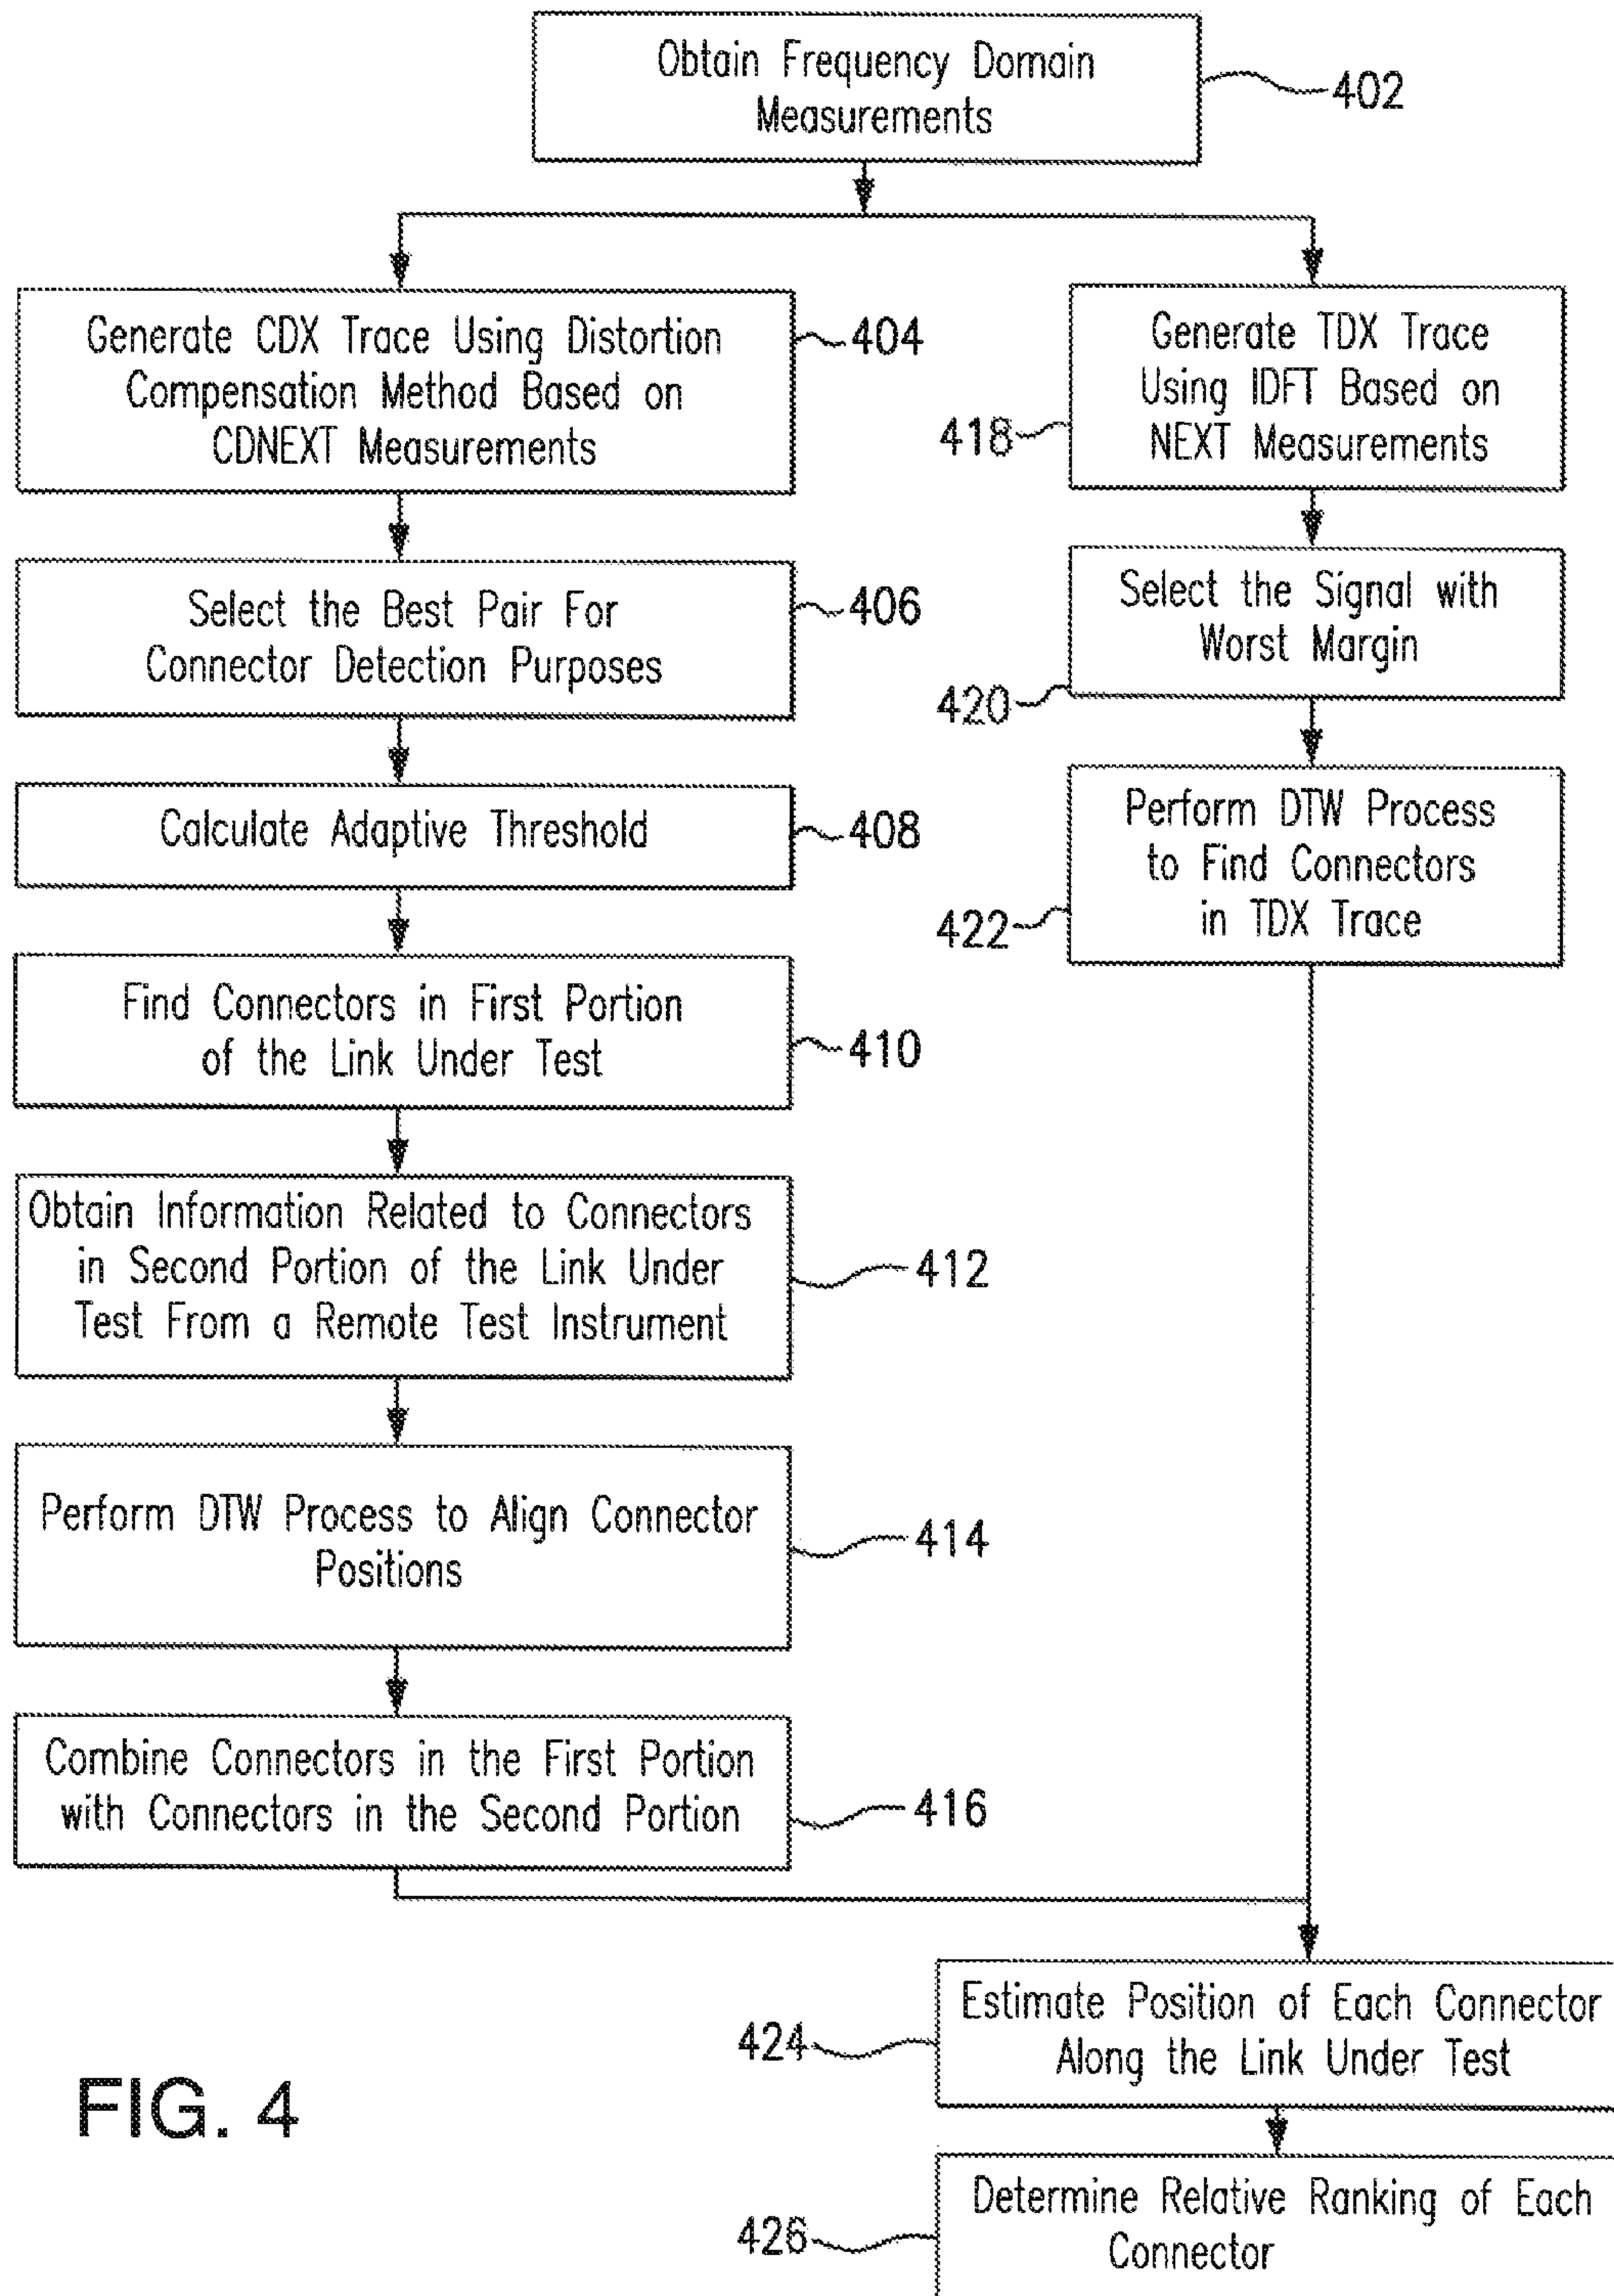 Obtain Frequency Domain
Measurements
402
Generate CDX Trace Using Distortion
Compensation Method Based on
CDNEXT Measurements
404
Select the Best Pair For
Connector Detection Purposes
406
Calculate Adaptive Threshold
408
Find Connectors in First Portion
of the Link Under Test
410
Obtain Information Related to Connectors
in Second Portion of the Link Under
Test From a Remote Test Instrument
412
Perform DTW Process to Align Connector
Positions
414
Combine Connectors in the First Portion
with Connectors in the Second Portion
416
Generate TDX Trace
Using IDFT Based on
NEXT Measurements
418
Select the Signal with
Worst Margin
420
Perform DTW Process
to Find Connectors
in TDX Trace
422
Estimate Position of Each Connector
Along the Link Under Test
424
Determine Relative Ranking of Each
Connector
426
FIG. 4